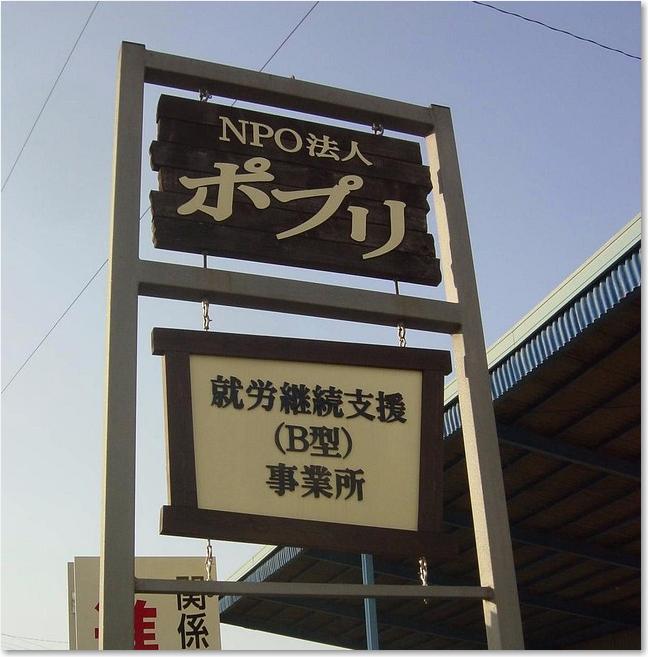 NPO法人
ポプリ
就労継続支援
(B型)
事業所
関係